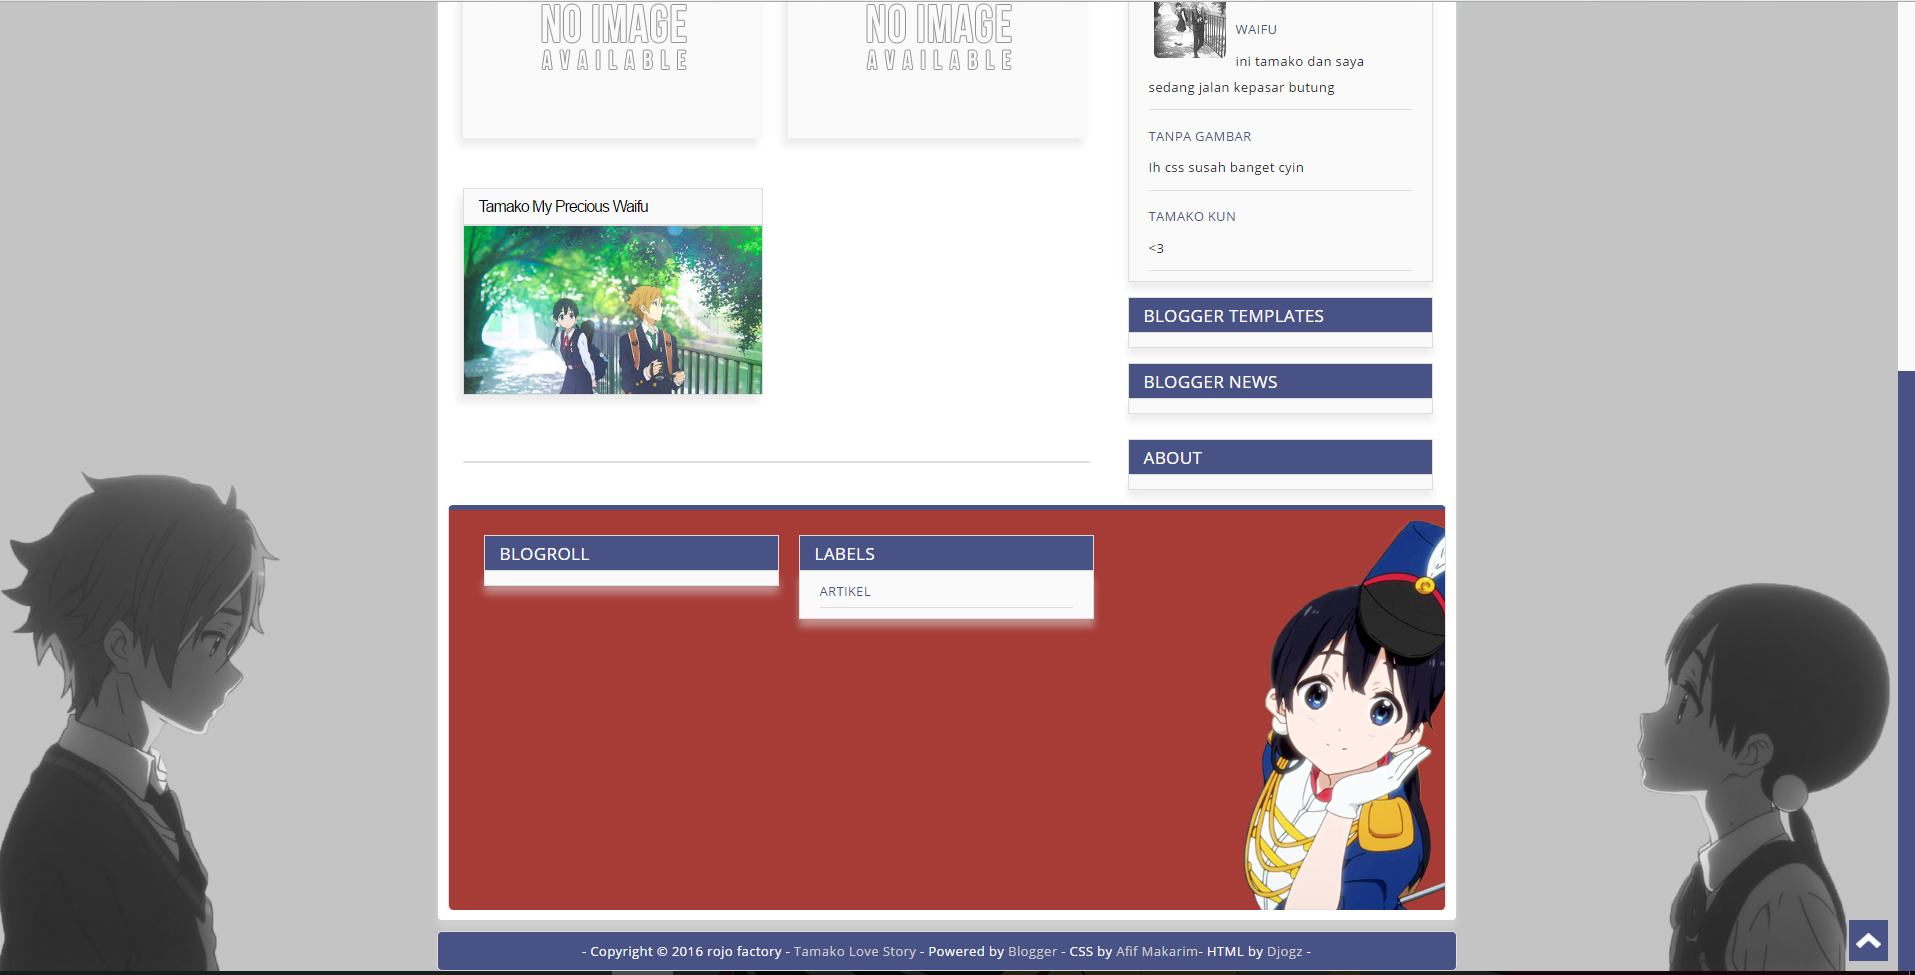 NO IMAGE
AVAILABLE
NO IMAGE
AVAILABLE
Tamako My Precious Waifu
WAIFU
ini tamako dan saya
sedang jalan kepasar butung
TANPA GAMBAR
Ih css susah banget cyin
TAMAKO KUN
<3
BLOGGER TEMPLATES
BLOGGER NEWS
ABOUT
BLOGROLL
LABELS
ARTIKEL
- Copyright © 2016 rojo factory - Tamako Love Story - Powered by Blogger - CSS by Afif Makarim- HTML by Djogz -